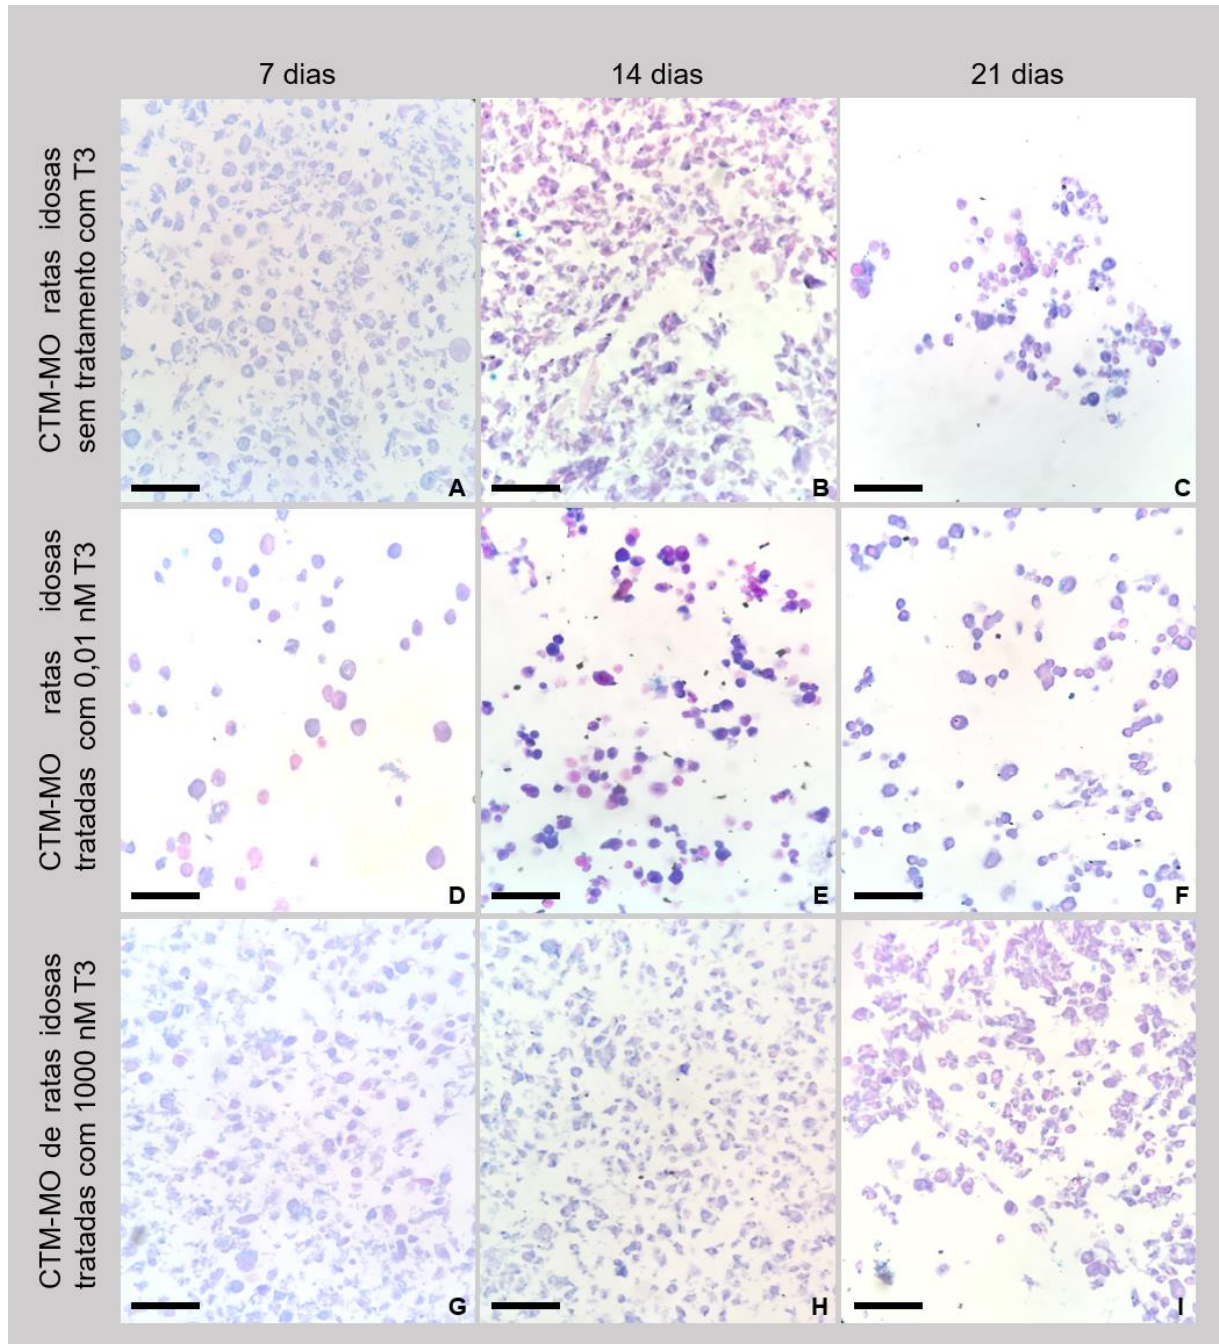 7 dias
14 dias
21 dias
CTM-MO ratas idosas
sem tratamento com T3
A
B
C
CTM-MO ratas idosas
tratadas com 0,01 nM T3
D
E
F
CTM-MO de ratas idosas
tratadas com 1000 nM T3
G
H
I